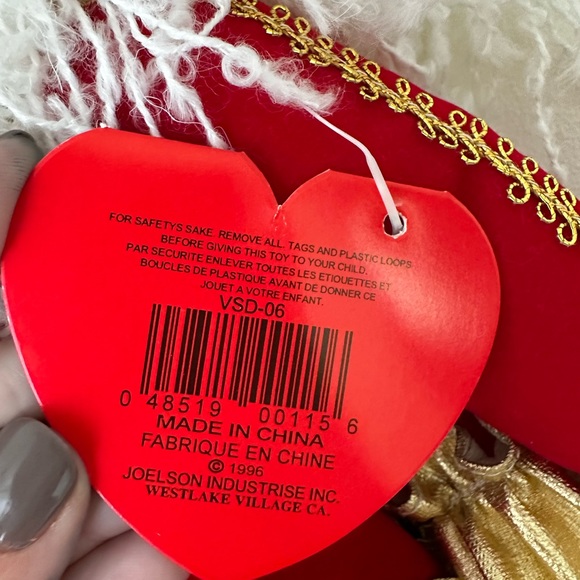 FOR SAFETYS SAKE. REMOVE ALL. TAGS AND PLASTIC LOOPS
BEFORE GIVING THIS TOY TO YOUR CHILD.
PAR SECURITE ENLEVER TOUTES LES ETIQUETTES ET
BOUCLES DE PLASTIQUE AVANT DE DONNER CE
JOUET A VOTRE ENFANT.
VSD-06
0 48519 00115 6
MADE IN CHINA
FABRIQUE EN CHINE
© 1996
JOELSON INDUSTRISE INC.
WESTLAKE VILLAGE CA.